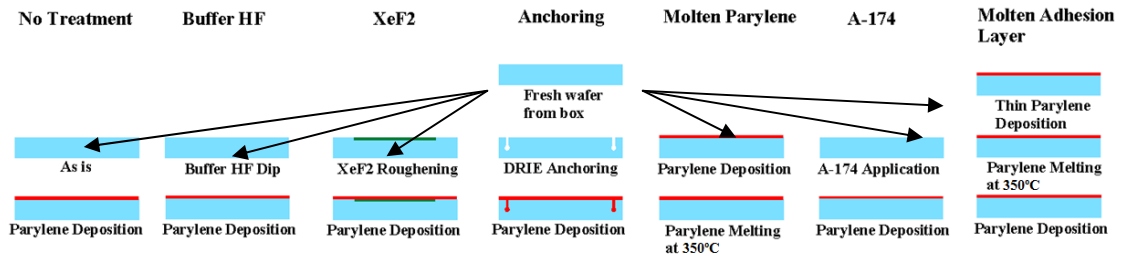 No Treatment
Buffer HF
XeF2
Anchoring
Molten Parylene
A-174
Molten Adhesion
Layer
Fresh wafer
from box
Thin Parylene
Deposition
As is
Buffer HF Dip
XeF2 Roughening
DRIE Anchoring
Parylene Deposition
A-174 Application
Parylene Melting
at 350ºC
Parylene Deposition
Parylene Deposition
Parylene Deposition
Parylene Deposition
Parylene Melting
at 350ºC
Parylene Deposition
Parylene Deposition